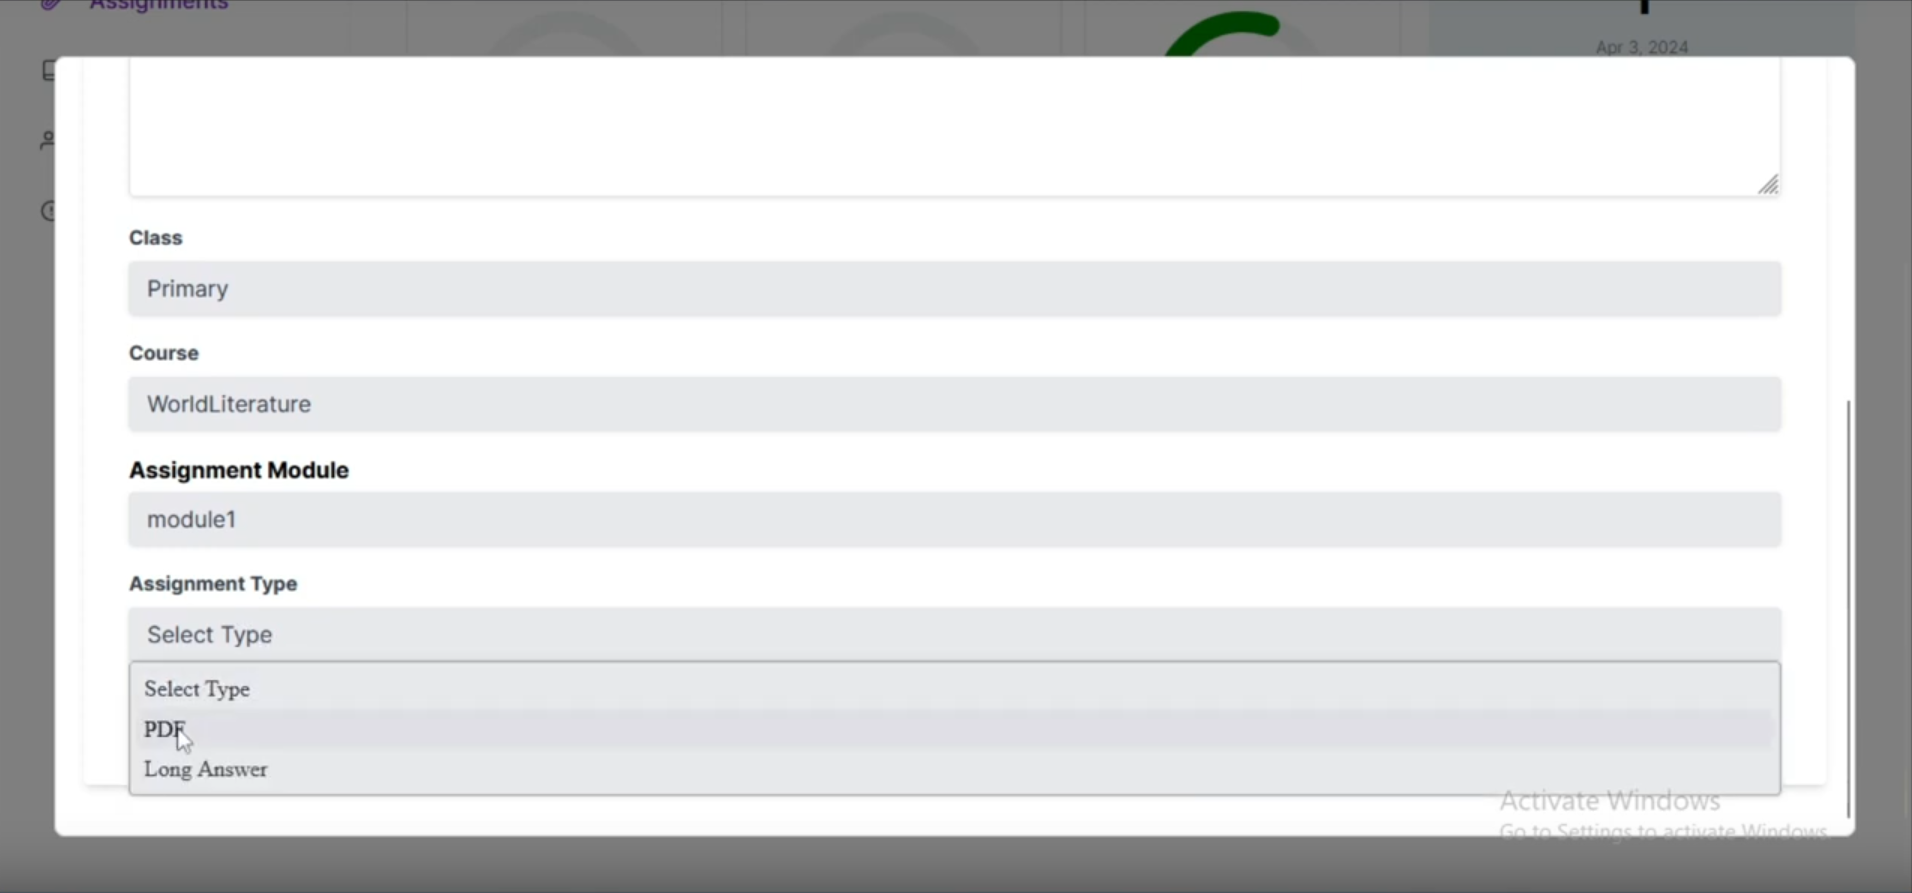 Assignments
Apr 3, 2024
Class
Primary
Course
WorldLiterature
Assignment Module
module1
Assignment Type
Select Type
Select Type
PDF
Long Answer
Activate Windows
Go to Settings to activate Windows.